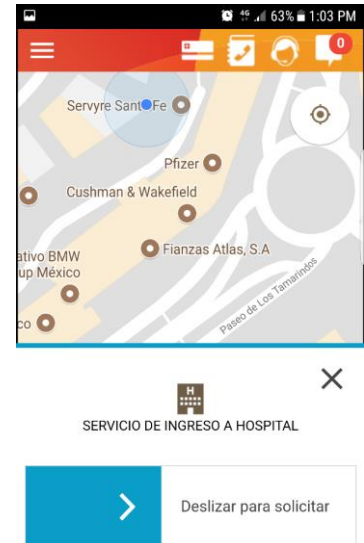 4G 63% 1:03 PM
0
Servyre Santa Fe
Pfizer
Cushman & Wakefield
ativo BMW
up México
Fianzas Atlas, S.A
co
Paseo de Los Tamarindos
H
SERVICIO DE INGRESO A HOSPITAL
Deslizar para solicitar